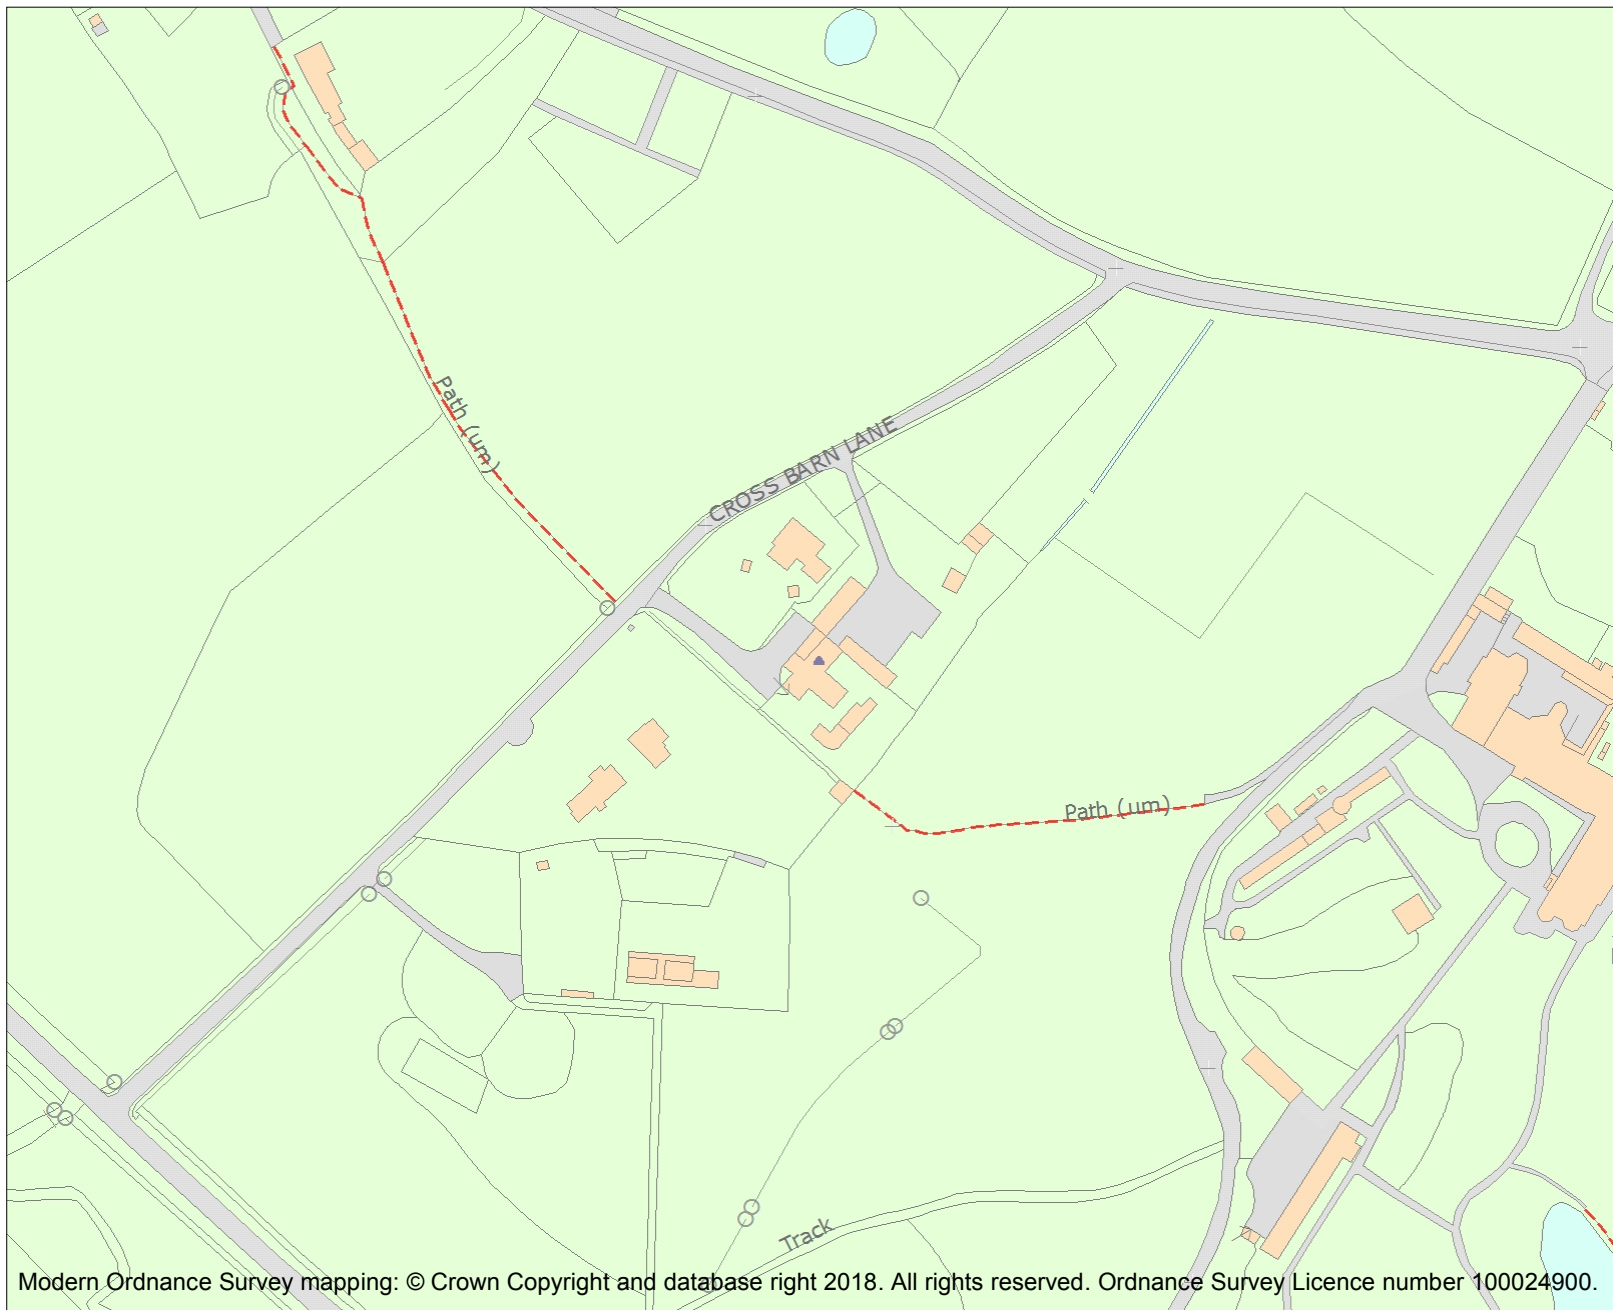 Path (um)
CROSS BARN LANE
Path (um)
Track
Modern Ordnance Survey mapping: © Crown Copyright and database right 2018. All rights reserved. Ordnance Survey Licence number 100024900.